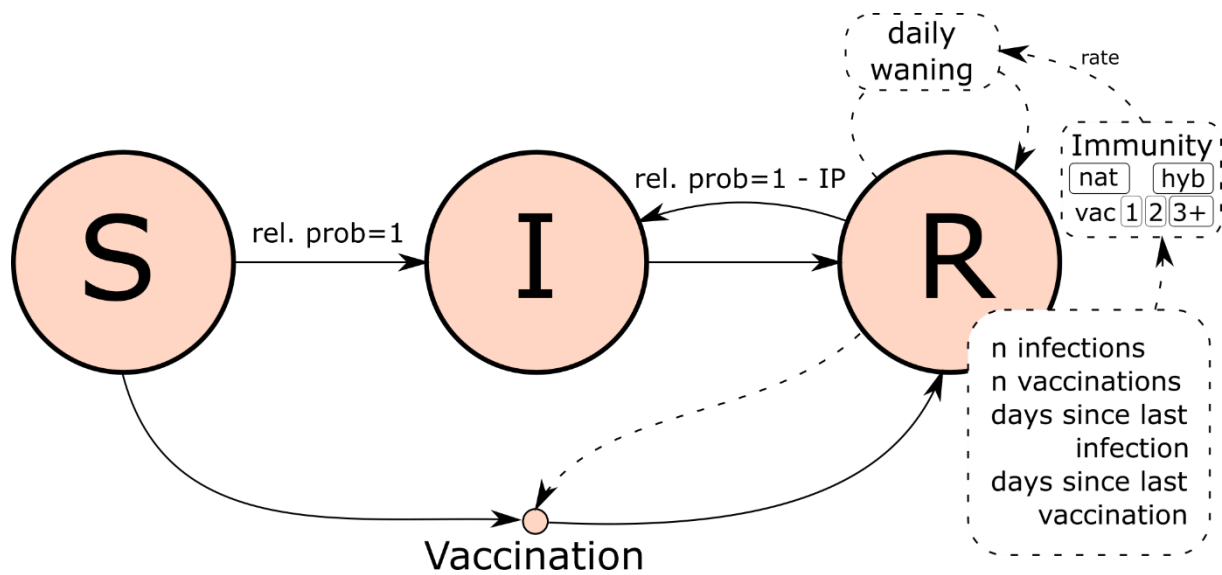 daily
waning
rate
Immunity
nat hyb
vac 1 2 3+
rel. prob=1 - IP
rel. prob=1
S I R
n infections
n vaccinations
days since last
infection
days since last
vaccination
Vaccination